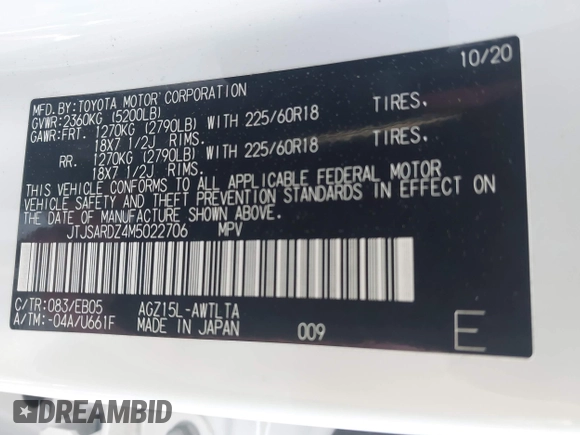 10/20
MFD.BY:TOYOTA MOTOR CORPORATION
GVWR:2360KG (5200LB)
GAWR:FRT. 1270KG (2790LB) WITH 225/60R18 TIRES,
18X7 1/2J RIMS.
RR. 1270KG (2790LB) WITH 225/60R18 TIRES,
18X7 1/2J RIMS.
THIS VEHICLE CONFORMS TO ALL APPLICABLE FEDERAL MOTOR
VEHICLE SAFETY AND THEFT PREVENTION STANDARDS IN EFFECT ON
THE DATE OF MANUFACTURE SHOWN ABOVE.
JTJSARDZ4M5022706 MPV
C/TR:083/EB05 AGZ15L-AWTLTA
A/TM:-04A/U661F MADE IN JAPAN 009 E
DREAMBID